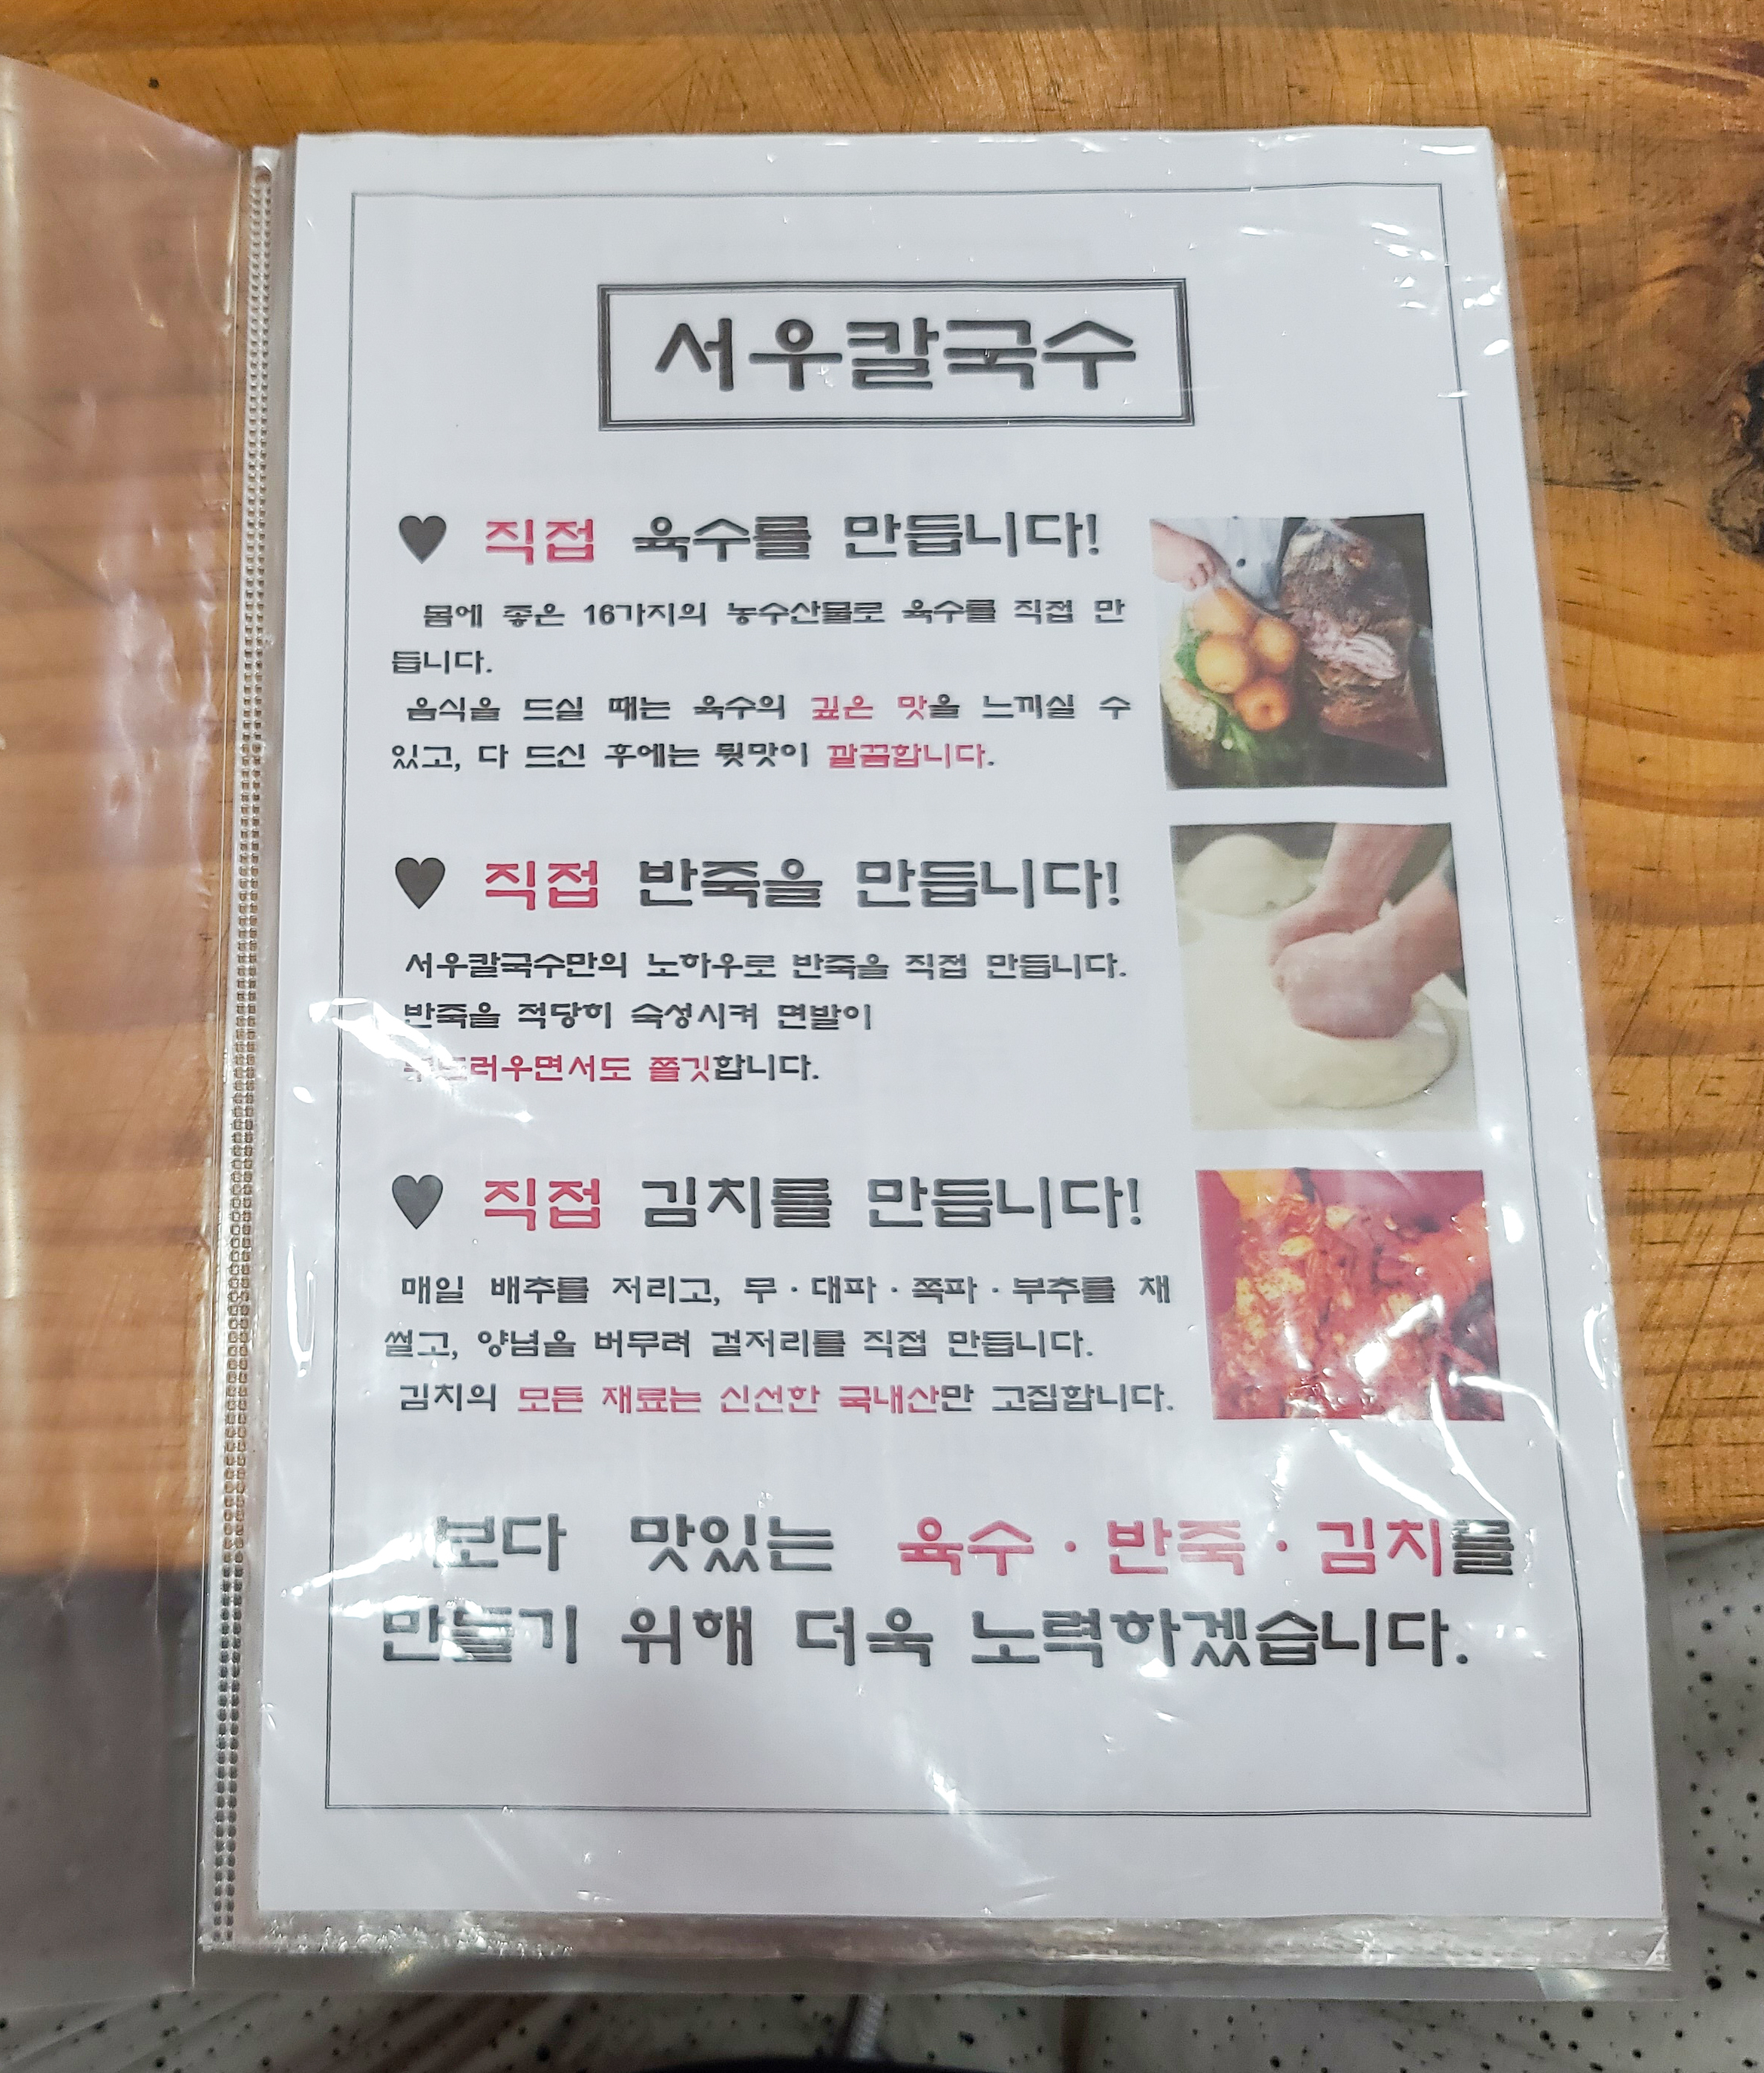 서우칼국수
♥ 직접 육수를 만듭니다!
몸에 좋은 16가지의 농수산물로 육수를 직접 만
듭니다.
음식을 드실 때는 육수의 깊은 맛을 느끼실 수
있고, 다 드신 후에는 뒷맛이 깔끔합니다.
♥ 직접 반죽을 만듭니다!
서우칼국수만의 노하우로 반죽을 직접 만듭니다.
반죽을 적당히 숙성시켜 면발이
부드러우면서도 쫄깃합니다.
♥ 직접 김치를 만듭니다!
매일 배추를 저리고, 무·대파·쪽파·부추를 채
썰고, 양념을 버무려 겉저리를 직접 만듭니다.
김치의 모든 재료는 신선한 국내산만 고집합니다.
보다 맛있는 육수·반죽·김치를
만들기 위해 더욱 노력하겠습니다.